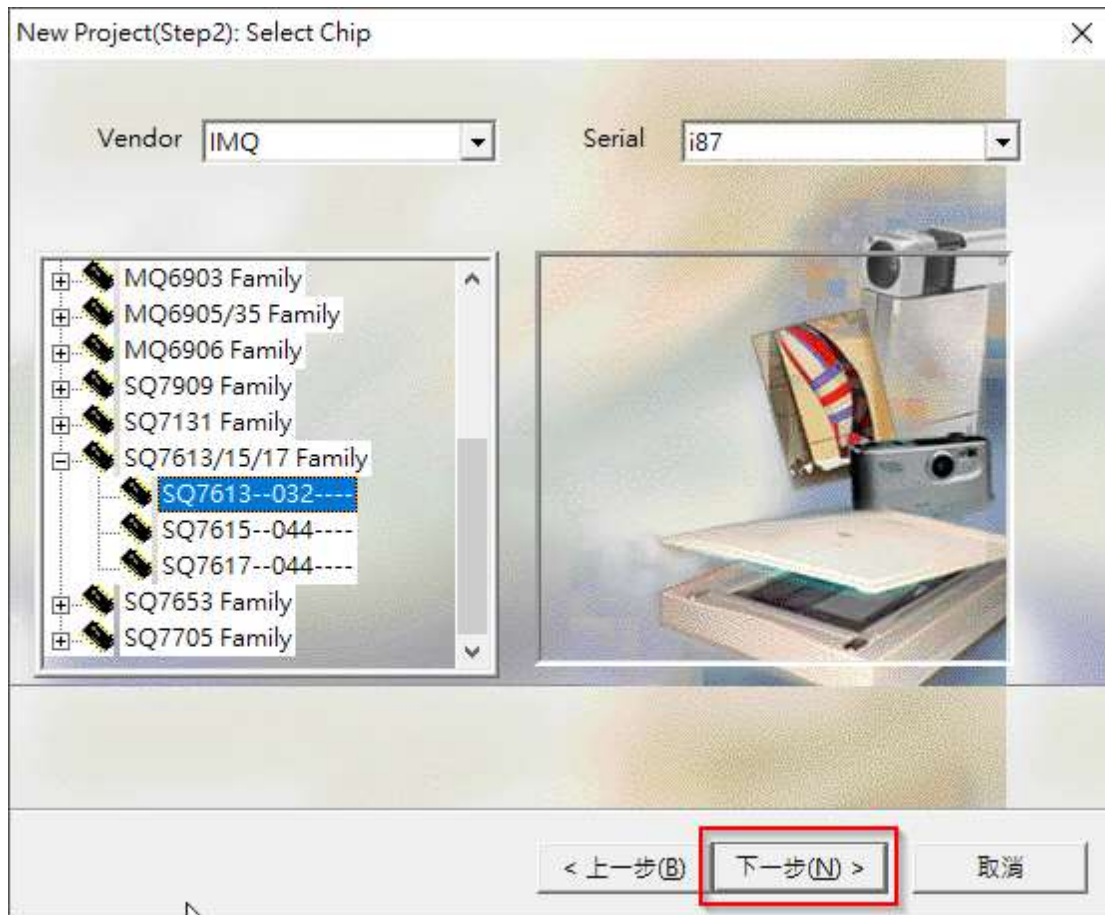 New Project(Step2): Select Chip
Vendor IMQ Serial i87
MQ6903 Family
MQ6905/35 Family
MQ6906 Family
SQ7909 Family
SQ7131 Family
SQ7613/15/17 Family
SQ7613--032----
SQ7615--044----
SQ7617--044----
SQ7653 Family
SQ7705 Family
< 上一步(B) 下一步(N) > 取消